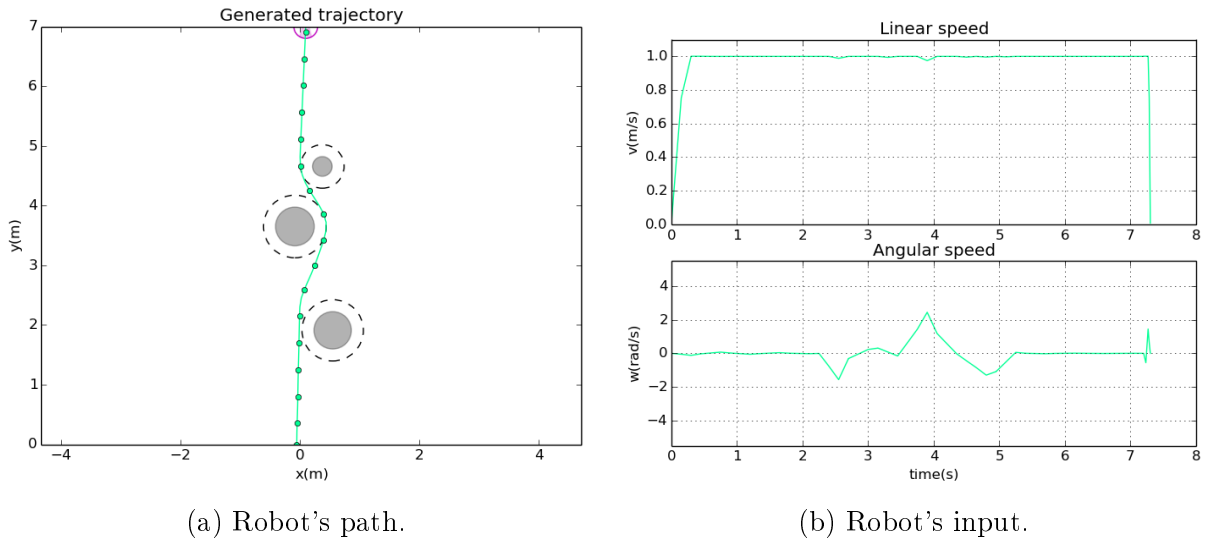 Generated trajectory
7
6
5
4
3
2
1
0
y(m)
−4 −2 0 2 4
x(m)
(a) Robot's path.
Linear speed
1.0
0.8
0.6
0.4
0.2
0.0
v(m/s)
0 1 2 3 4 5 6 7 8
Angular speed
4
2
0
−2
−4
w(rad/s)
0 1 2 3 4 5 6 7 8
time(s)
(b) Robot's input.